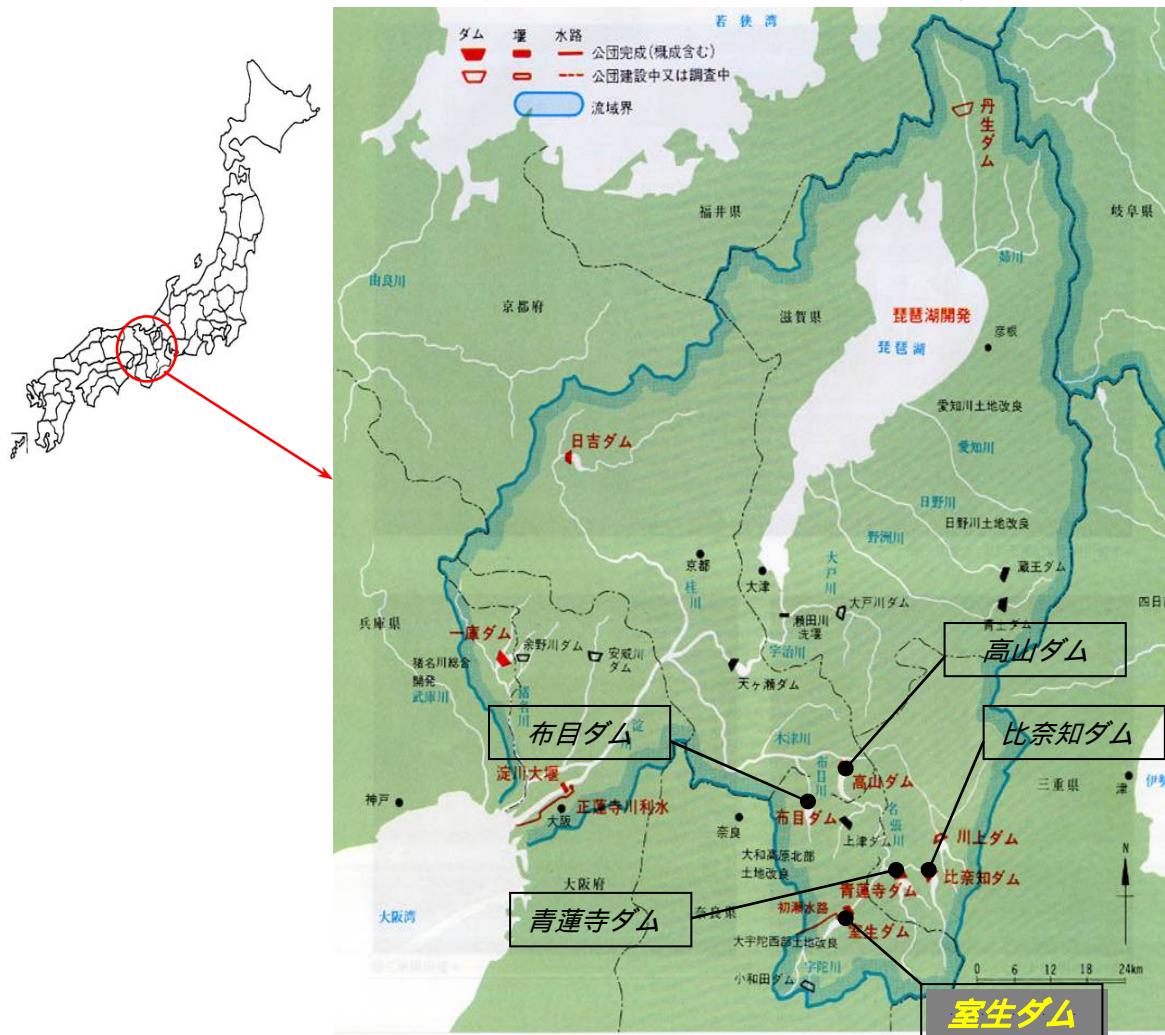 若狭湾
ダム 堰 水路
公団完成(概成含む)
公団建設中又は調査中
流域界
丹生ダム
福井県
岐阜県
姉川
由良川
京都府
滋賀県
琵琶湖開発
琵琶湖
彦根
愛知川土地改良
愛知川
日吉ダム
日野川
日野川土地改良
野洲川
大戸川
京都
大津
蔵王ダム
桂川
瀬田川
洗堰
大戸川ダム
青土ダム
四日
兵庫県
一庫ダム
余野川ダム
安威川
ダム
宇治川
天ヶ瀬ダム
猪名川総合
開発
武庫川
猪名川
淀
高山ダム
布目ダム
比奈知ダム
木津川
布目川
高山ダム
名張川
三重県
津
伊勢
淀川大堰
神戸
正蓮寺川利水
大阪
奈良
布目ダム
上津ダム
川上ダム
大和高原北部
土地改良
比奈知ダム
青蓮寺ダム
大阪府
大阪湾
青蓮寺ダム
奈良県
初瀬水路
室生ダム
大宇陀西部土地改良
宇陀川
小和田ダム
N
0 6 12 18 24km
室生ダム